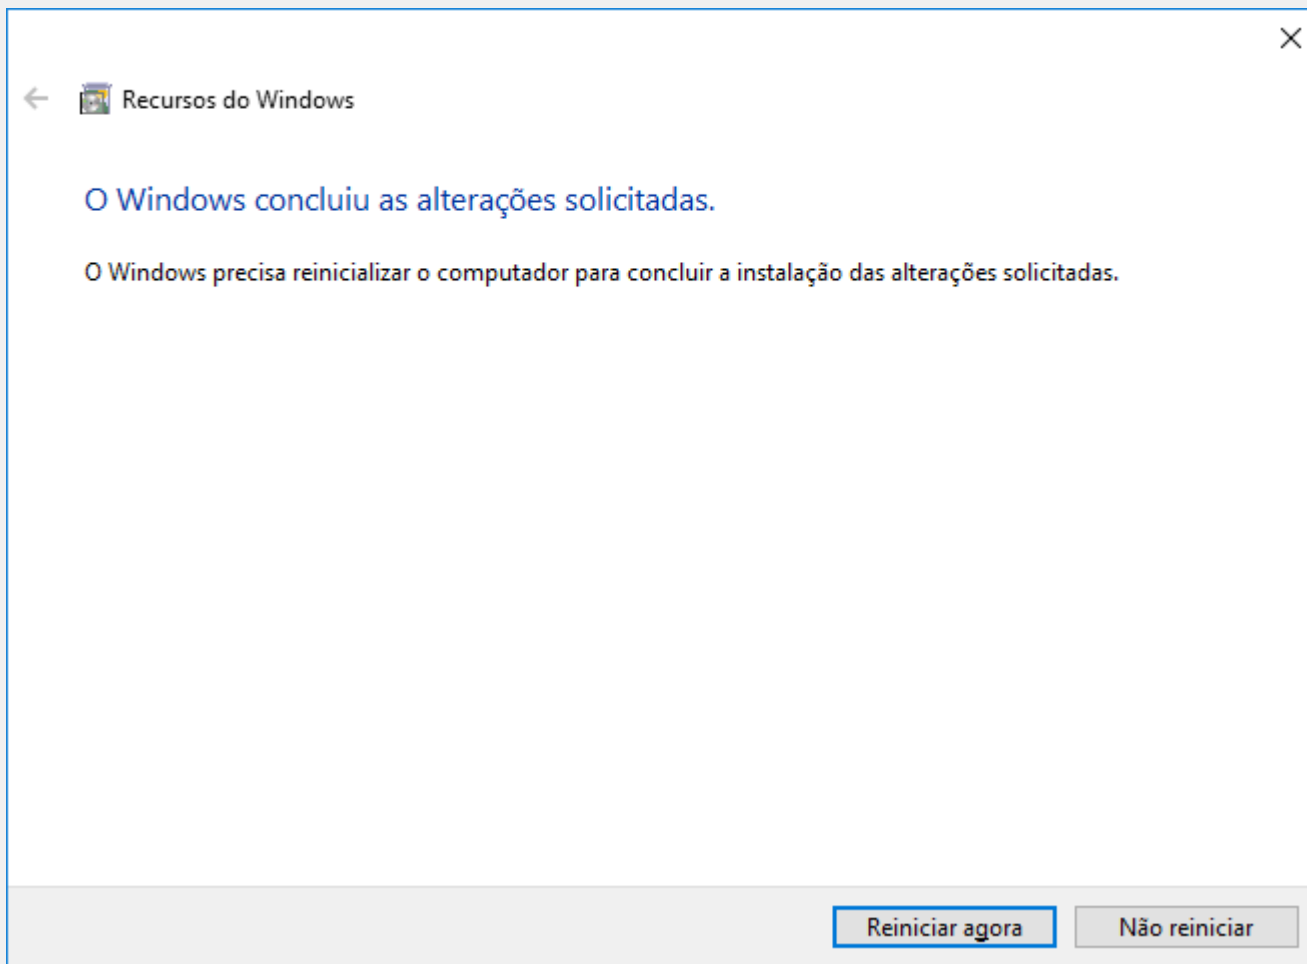 Recursos do Windows
O Windows concluiu as alterações solicitadas.
O Windows precisa reinicializar o computador para concluir a instalação das alterações solicitadas.
Reiniciar agora
Não reiniciar